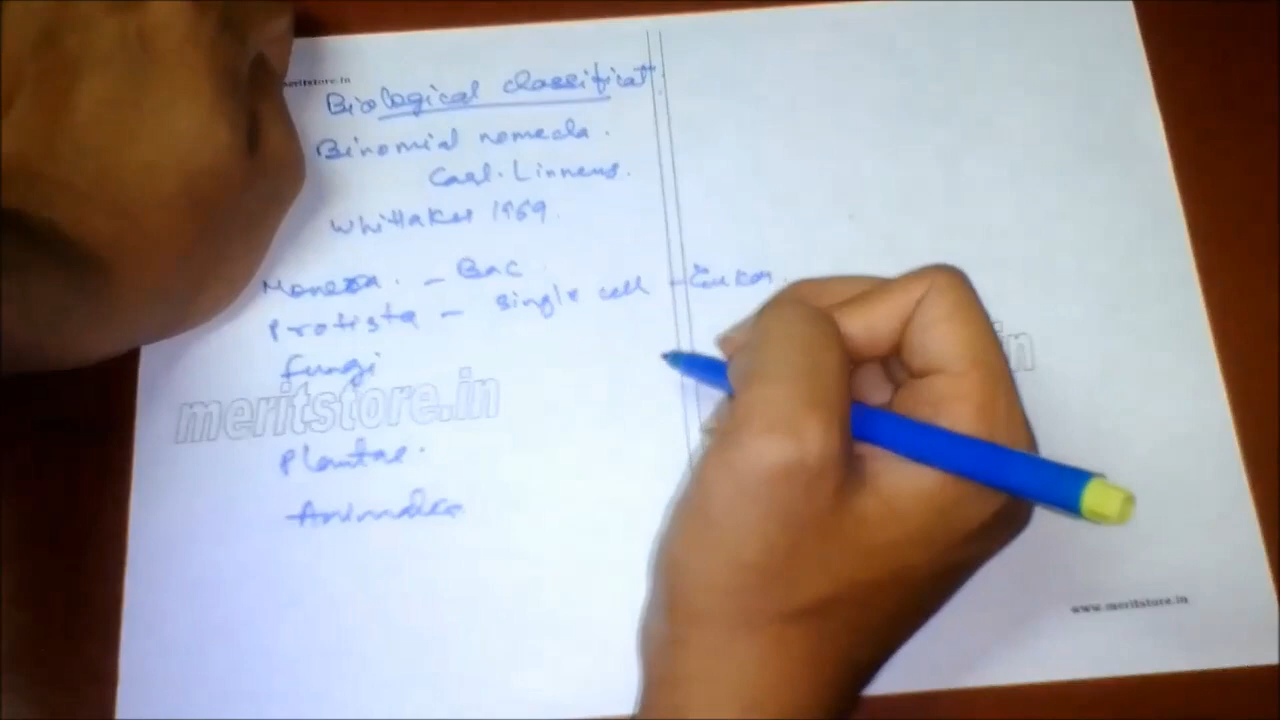 meritstore.in
Biological classificat.
Binomial nomecla.
Carl. Linneus.
Whittaker 1969.
Monera. - Bac
Protista - single cell - Eukar.
fungi
meritstore.in
in
Plantae.
Animalia
www.meritstore.in